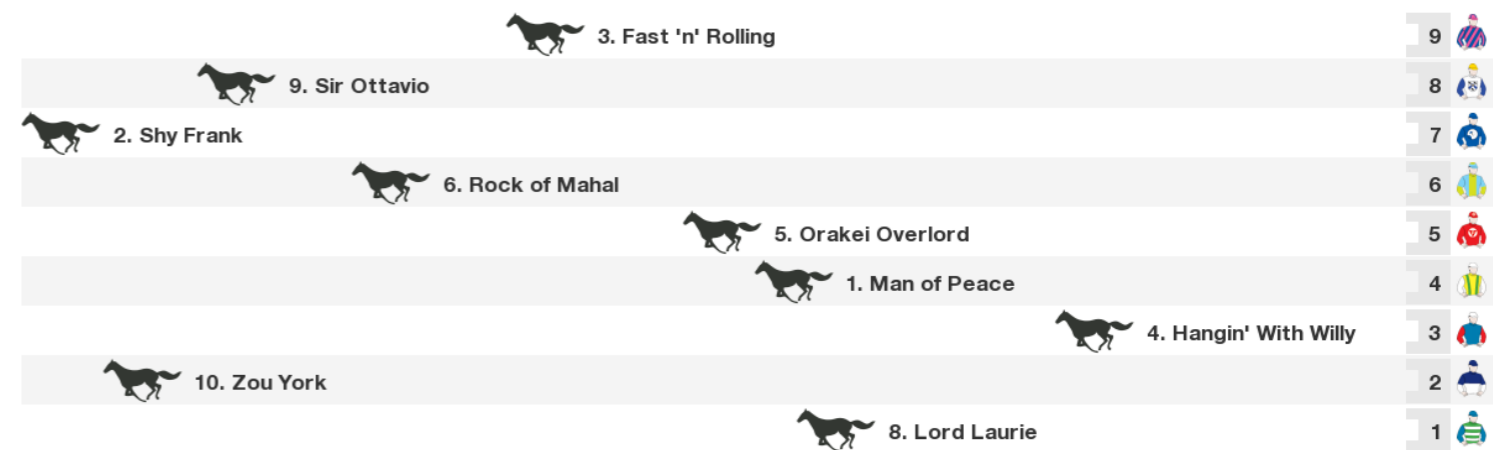 3. Fast 'n' Rolling 9
9. Sir Ottavio 8
2. Shy Frank 7
6. Rock of Mahal 6
5. Orakei Overlord 5
1. Man of Peace 4
4. Hangin' With Willy 3
10. Zou York 2
8. Lord Laurie 1